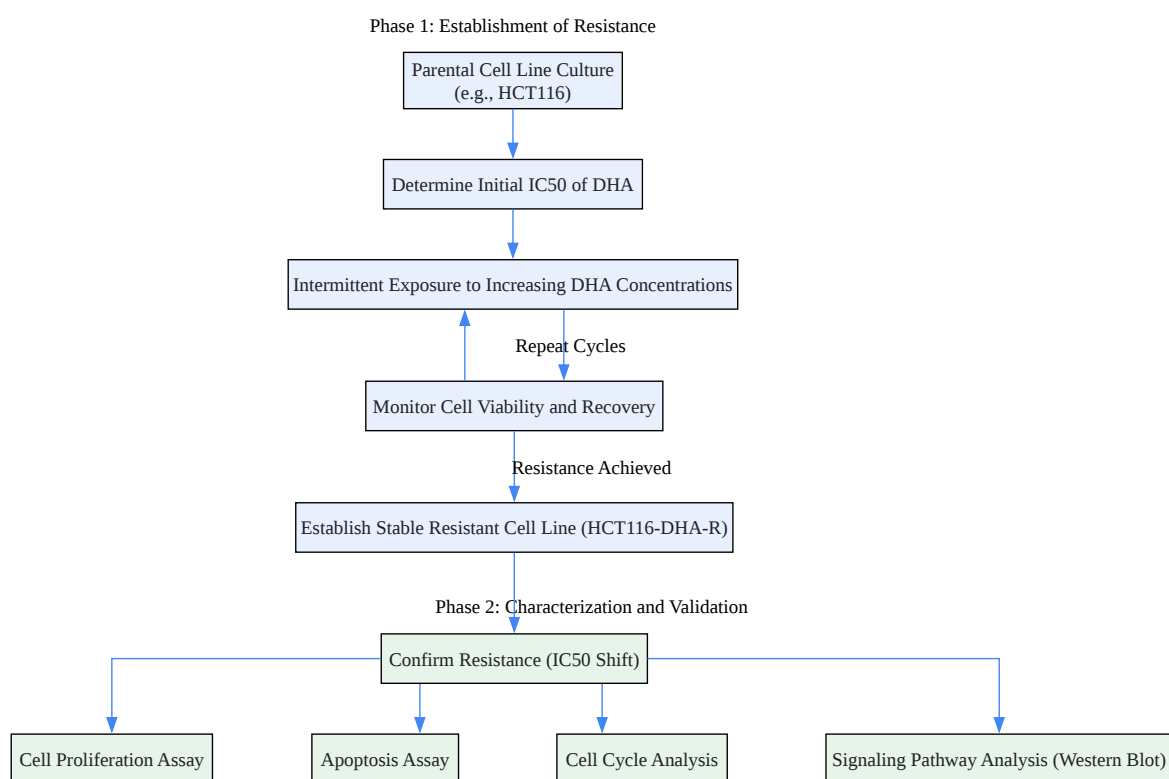 Phase 1: Establishment of Resistance
Parental Cell Line Culture
(e.g., HCT116)
Determine Initial IC50 of DHA
Intermittent Exposure to Increasing DHA Concentrations
Repeat Cycles
Monitor Cell Viability and Recovery
Resistance Achieved
Establish Stable Resistant Cell Line (HCT116-DHA-R)
Phase 2: Characterization and Validation
Confirm Resistance (IC50 Shift)
Cell Proliferation Assay
Apoptosis Assay
Cell Cycle Analysis
Signaling Pathway Analysis (Western Blot)